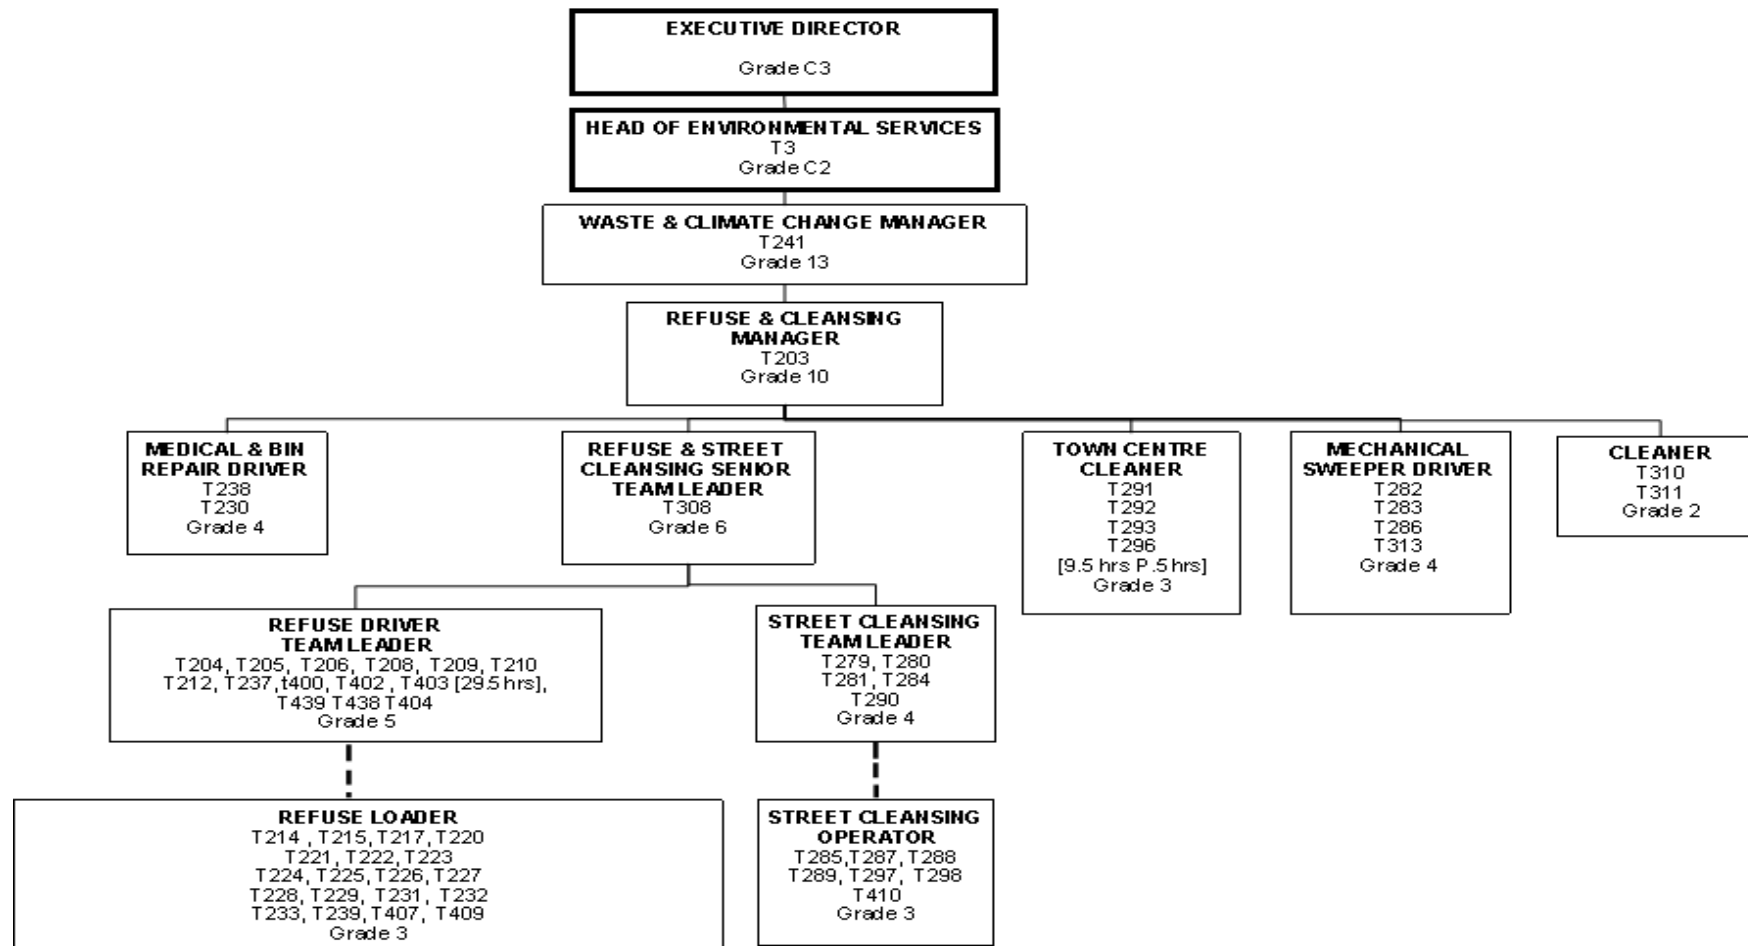 EXECUTIVE DIRECTOR
Grade C3
HEAD OF ENVIRONMENTAL SERVICES
T3
Grade C2
WASTE & CLIMATE CHANGE MANAGER
T241
Grade 13
REFUSE & CLEANSING
MANAGER
T203
Grade 10
MEDICAL & BIN
REPAIR DRIVER
T238
T230
Grade 4
REFUSE & STREET
CLEANSING SENIOR
TEAM LEADER
T308
Grade 6
TOWN CENTRE
CLEANER
T291
T292
T293
T296
[9.5 hrs P.5 hrs]
Grade 3
MECHANICAL
SWEEPER DRIVER
T282
T283
T286
T313
Grade 4
CLEANER
T310
T311
Grade 2
REFUSE DRIVER
TEAM LEADER
T204, T205, T206, T208, T209, T210
T212, T237,t400, T402 , T403 [29.5 hrs],
T439 T438 T404
Grade 5
STREET CLEANSING
TEAM LEADER
T279, T280
T281, T284
T290
Grade 4
REFUSE LOADER
T214 , T215, T217, T220
T221, T222, T223
T224, T225, T226, T227
T228, T229, T231, T232
T233, T239, T407, T409
Grade 3
STREET CLEANSING
OPERATOR
T285,T287, T288
T289, T297, T298
T410
Grade 3